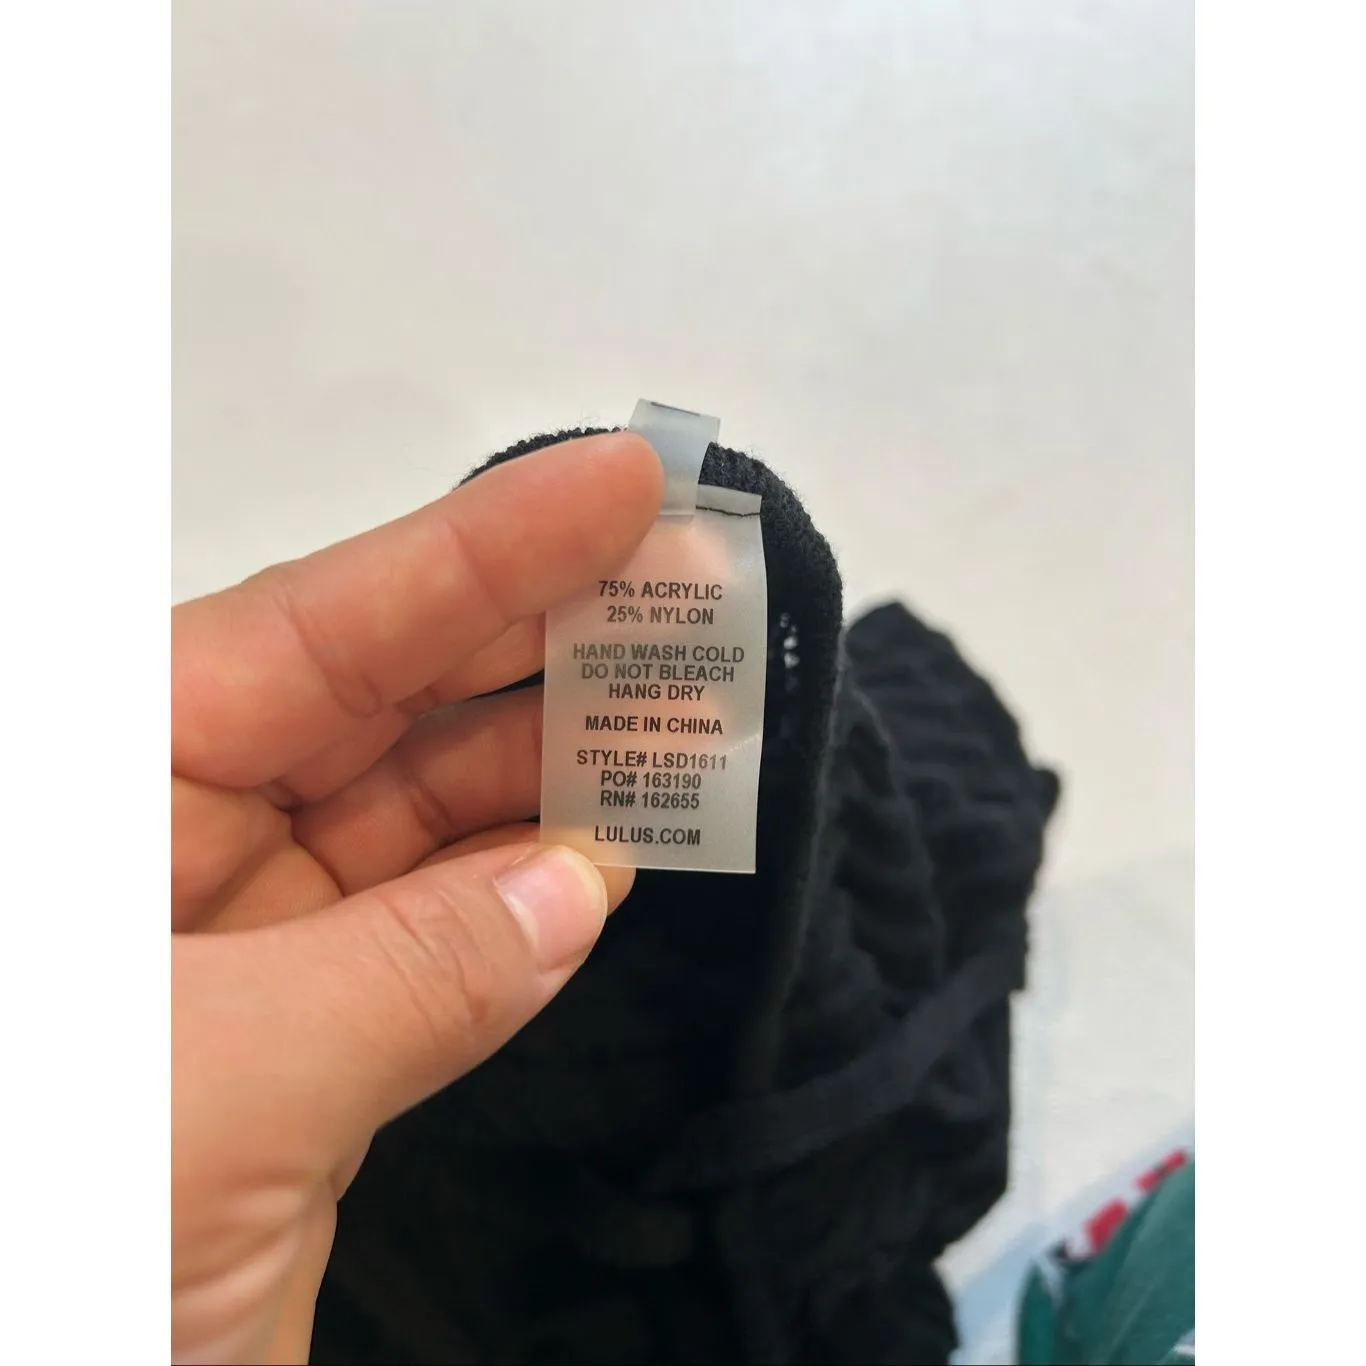 75% ACRYLIC
25% NYLON
HAND WASH COLD
DO NOT BLEACH
HANG DRY
MADE IN CHINA
STYLE# LSD1611
PO# 163190
RN# 162655
LULUS.COM